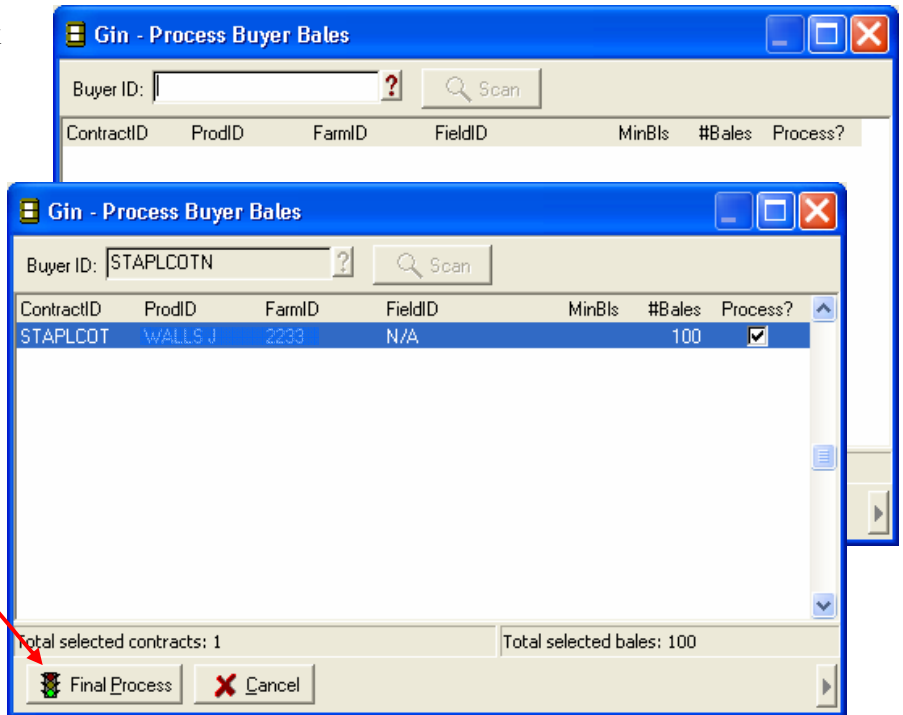 Gin - Process Buyer Bales
Buyer ID: ? Scan
ContractID ProdID FarmID FieldID MinBls #Bales Process?
Gin - Process Buyer Bales
Buyer ID: STAPLCOTN ? Scan
ContractID ProdID FarmID FieldID MinBls #Bales Process?
STAPLCOT WALLS J 2233 N/A 100
Total selected contracts: 1 Total selected bales: 100
Final Process Cancel